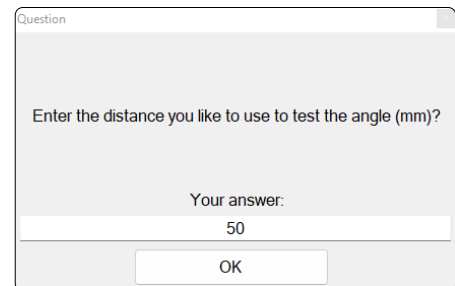 Question
Enter the distance you like to use to test the angle (mm)?
Your answer:
50
OK